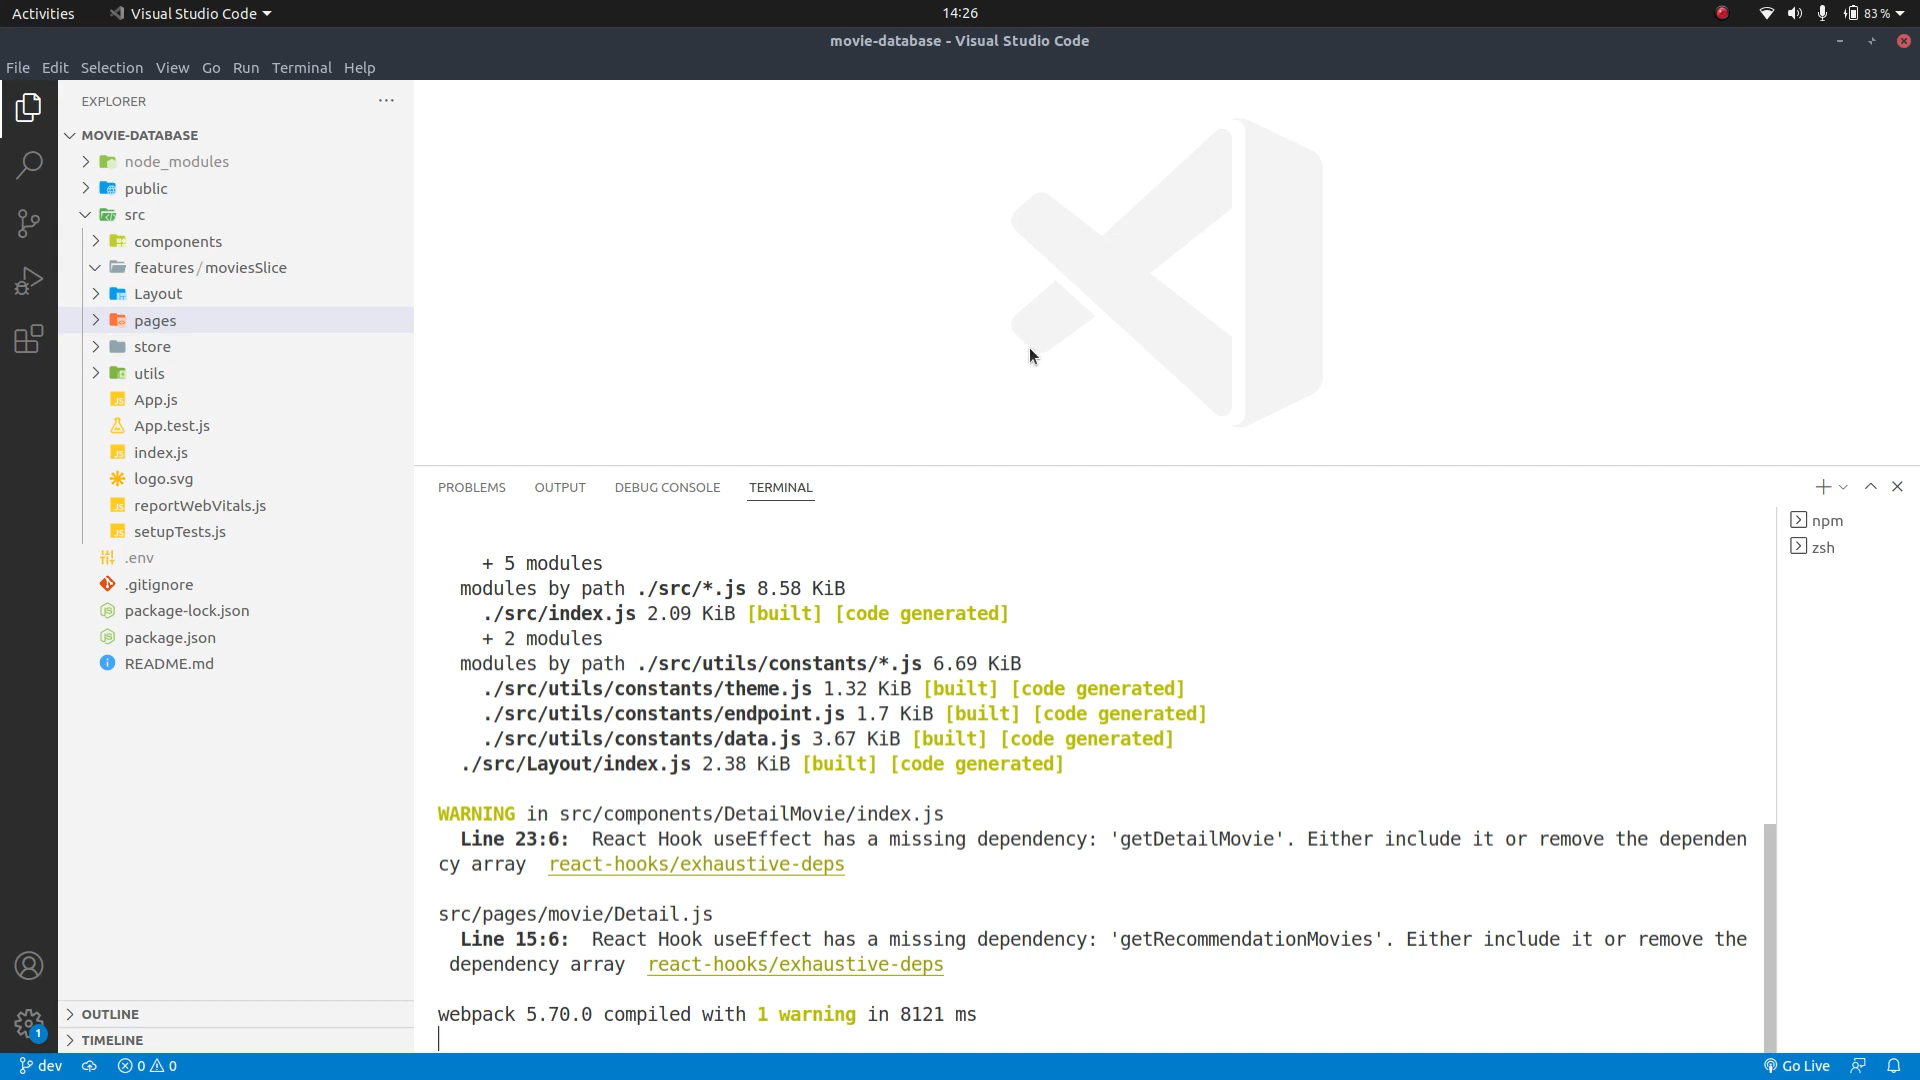 Activities
Visual Studio Code
14:26
83 %
movie-database - Visual Studio Code
File Edit Selection View Go Run Terminal Help
EXPLORER
MOVIE-DATABASE
node_modules
public
src
components
features / moviesSlice
Layout
pages
store
utils
App.js
App.test.js
index.js
logo.svg
reportWebVitals.js
setupTests.js
.env
.gitignore
package-lock.json
package.json
README.md
OUTLINE
TIMELINE
PROBLEMS OUTPUT DEBUG CONSOLE TERMINAL
+ 5 modules
modules by path ./src/*.js 8.58 KiB
./src/index.js 2.09 KiB [built] [code generated]
+ 2 modules
modules by path ./src/utils/constants/*.js 6.69 KiB
./src/utils/constants/theme.js 1.32 KiB [built] [code generated]
./src/utils/constants/endpoint.js 1.7 KiB [built] [code generated]
./src/utils/constants/data.js 3.67 KiB [built] [code generated]
./src/Layout/index.js 2.38 KiB [built] [code generated]
WARNING in src/components/DetailMovie/index.js
Line 23:6:  React Hook useEffect has a missing dependency: 'getDetailMovie'. Either include it or remove the dependen
cy array  react-hooks/exhaustive-deps
src/pages/movie/Detail.js
Line 15:6:  React Hook useEffect has a missing dependency: 'getRecommendationMovies'. Either include it or remove the
dependency array  react-hooks/exhaustive-deps
webpack 5.70.0 compiled with 1 warning in 8121 ms
npm
zsh
1
dev
0
0
Go Live